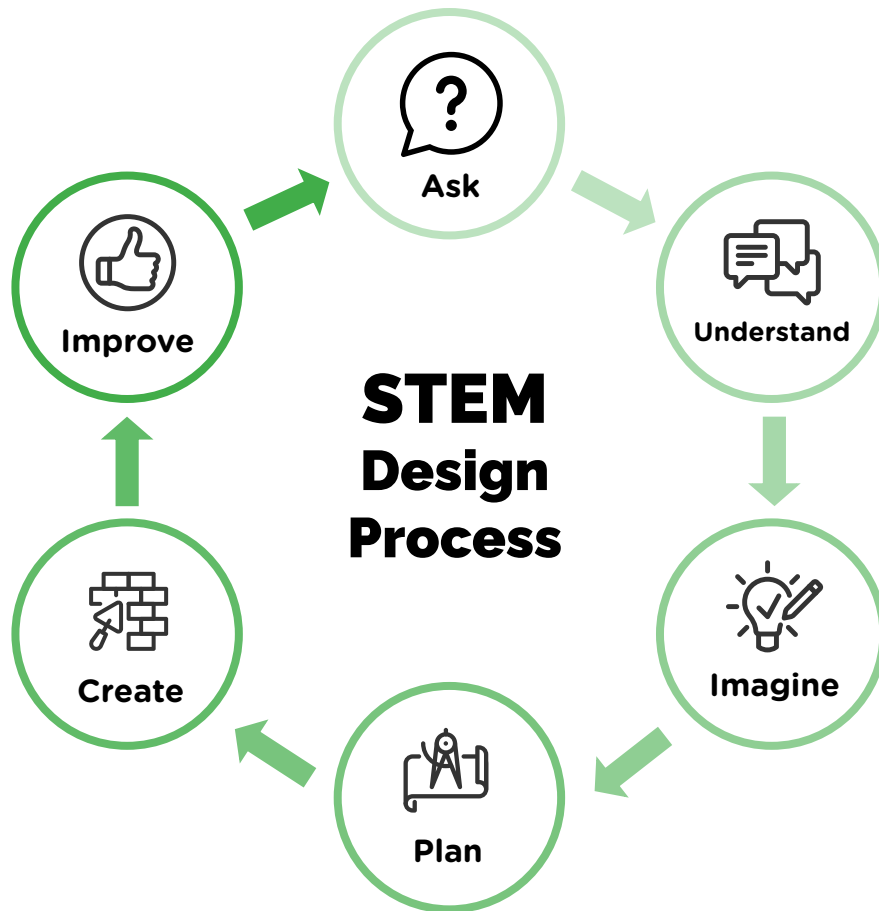 ?
Ask
Understand
Imagine
Plan
Create
Improve
STEM
Design
Process